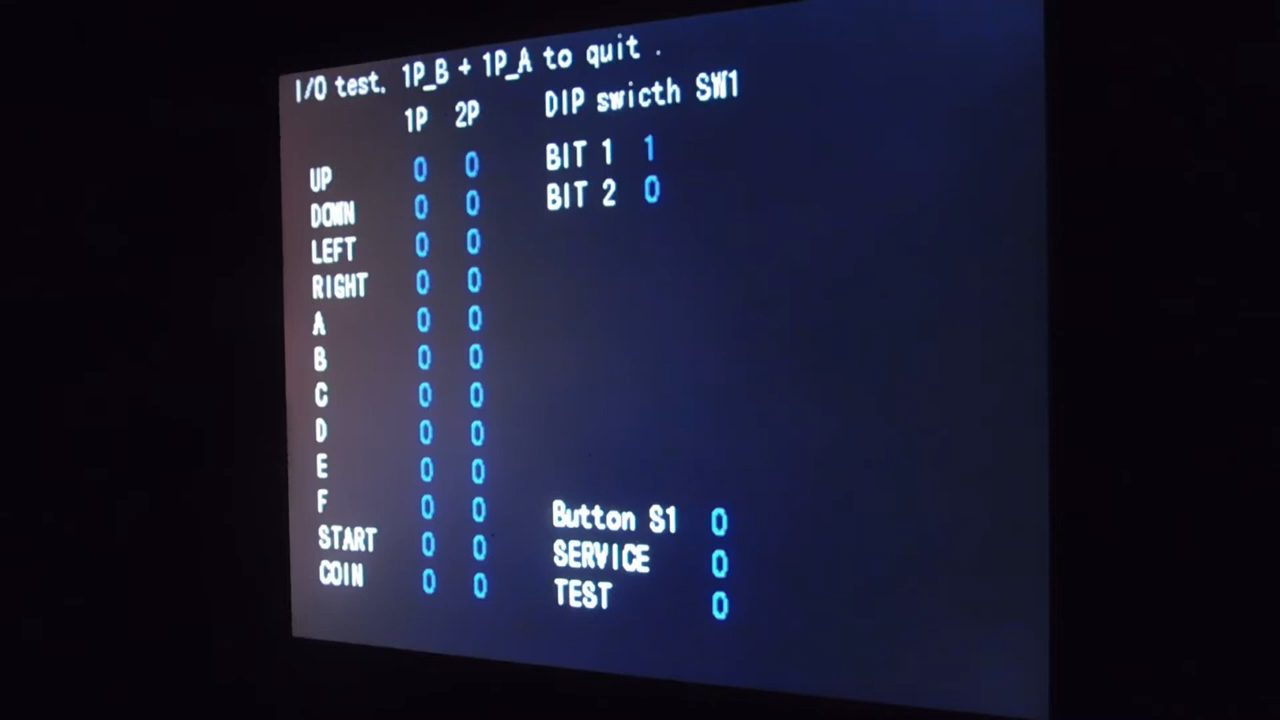 I/O test. 1P_B + 1P_A to quit .
1P 2P DIP swicth SW1
UP 0 0 BIT 1 1
DOWN 0 0 BIT 2 0
LEFT 0 0
RIGHT 0 0
A 0 0
B 0 0
C 0 0
D 0 0
E 0 0
F 0 0 Button S1 0
START 0 0 SERVICE 0
COIN 0 0 TEST 0